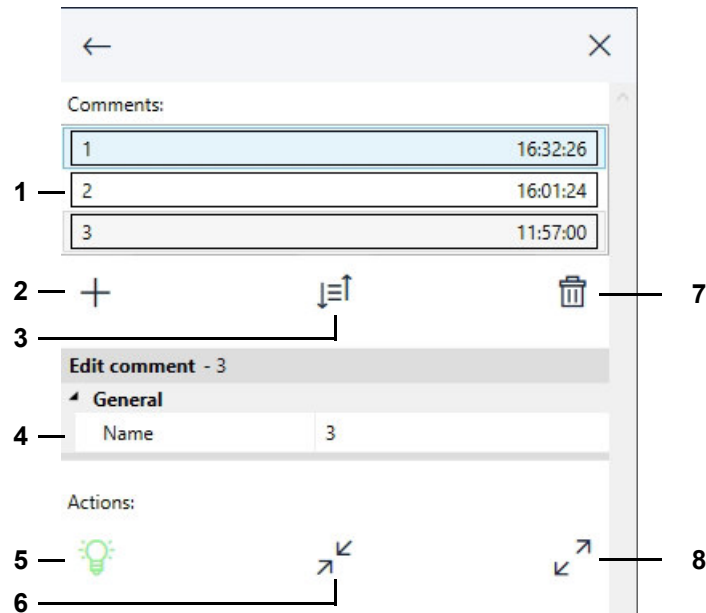 Comments:
1 16:32:26
1 2 16:01:24
3 11:57:00
2 7
3
Edit comment - 3
General
4 Name 3
Actions:
5 8
6